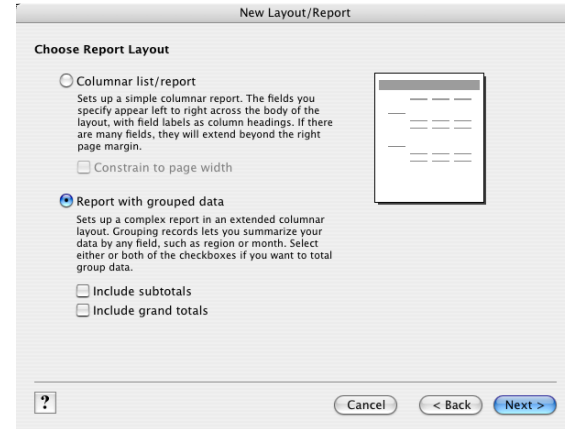 New Layout/Report
Choose Report Layout
Columnar list/report
Sets up a simple columnar report. The fields you
specify appear left to right across the body of the
layout, with field labels as column headings. If there
are many fields, they will extend beyond the right
page margin.
Constrain to page width
Report with grouped data
Sets up a complex report in an extended columnar
layout. Grouping records lets you summarize your
data by any field, such as region or month. Select
either or both of the checkboxes if you want to total
group data.
Include subtotals
Include grand totals
?
Cancel
< Back
Next >